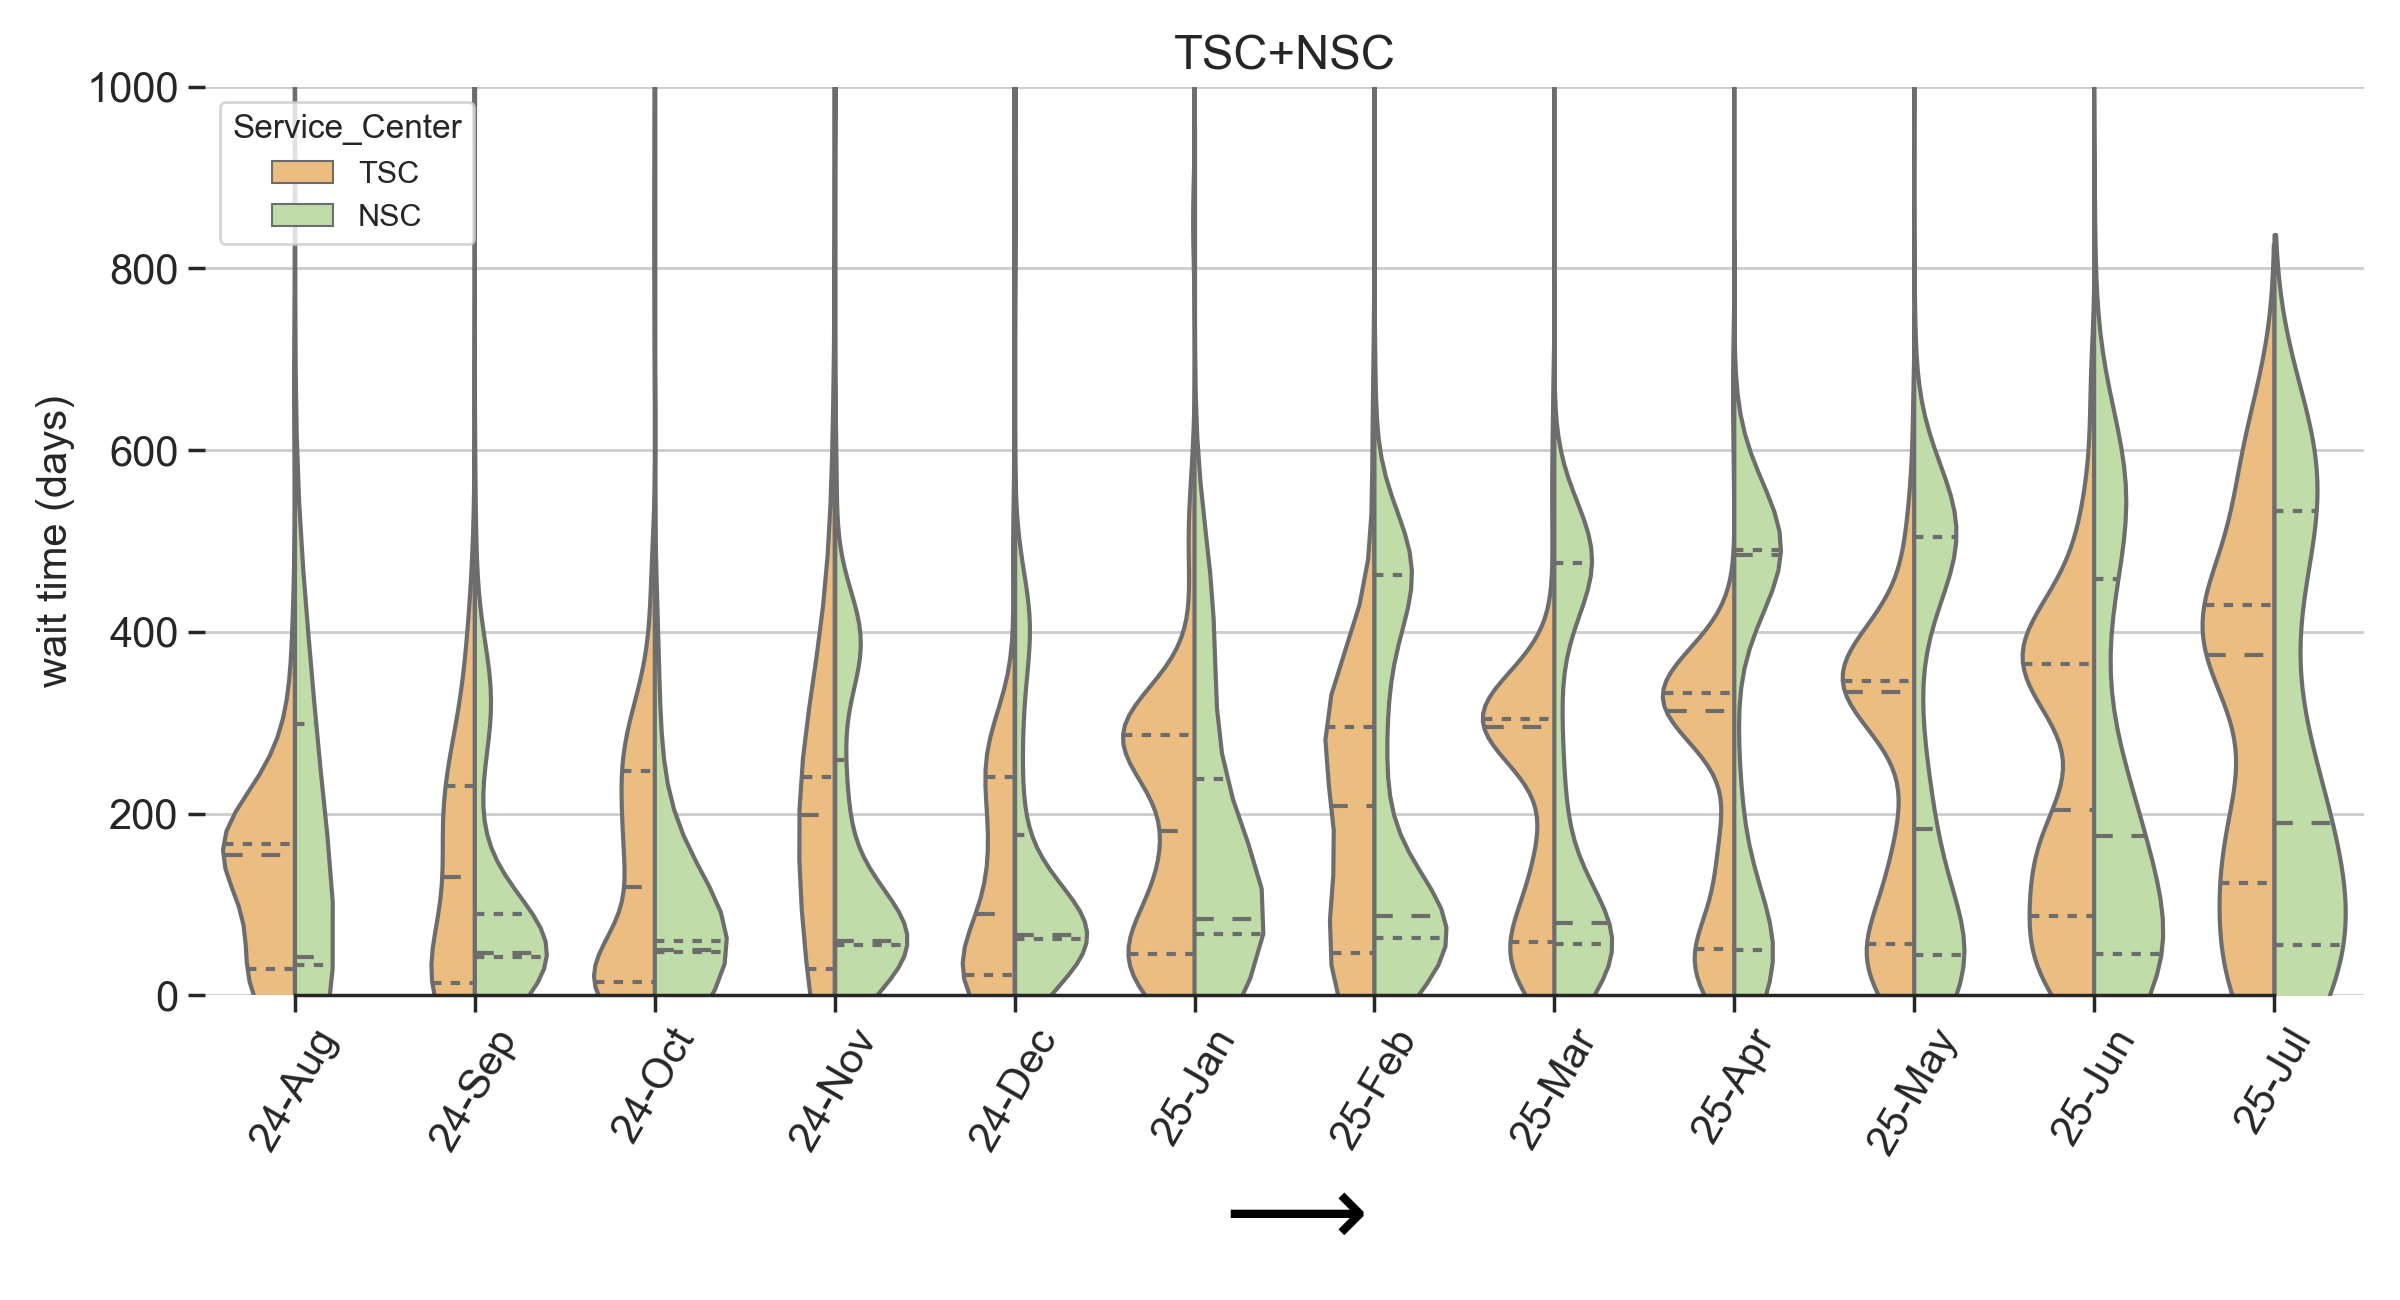 TSC+NSC
1000
800
600
400
200
0
wait time (days)
Service_Center
TSC
NSC
24-Aug
24-Sep
24-Oct
24-Nov
24-Dec
25-Jan
25-Feb
25-Mar
25-Apr
25-May
25-Jun
25-Jul